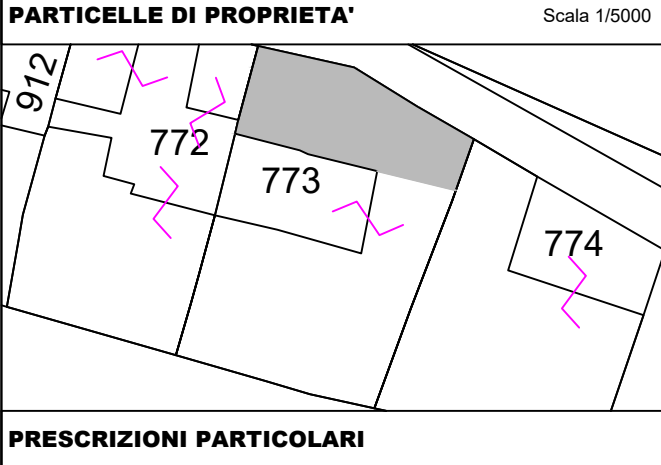 PARTICELLE DI PROPRIETA' Scala 1/5000
912
772
773
774
PRESCRIZIONI PARTICOLARI